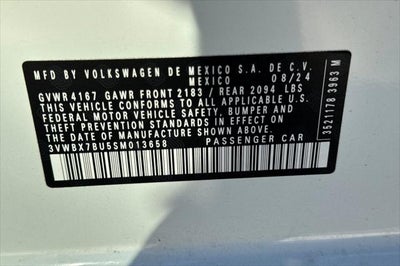 MFD BY VOLKSWAGEN DE MEXICO S.A. DE C.V.
MEXICO 08/24
GVWR 4167 GAWR FRONT 2183 / REAR 2094 LBS
THIS VEHICLE CONFORMS TO ALL APPLICABLE
FEDERAL MOTOR VEHICLE SAFETY, BUMPER, AND
THEFT PREVENTION STANDARDS IN EFFECT ON
THE DATE OF MANUFACTURE SHOWN ABOVE.
3VWBX7BU5SM013658 PASSENGER CAR
3521178 3963 M